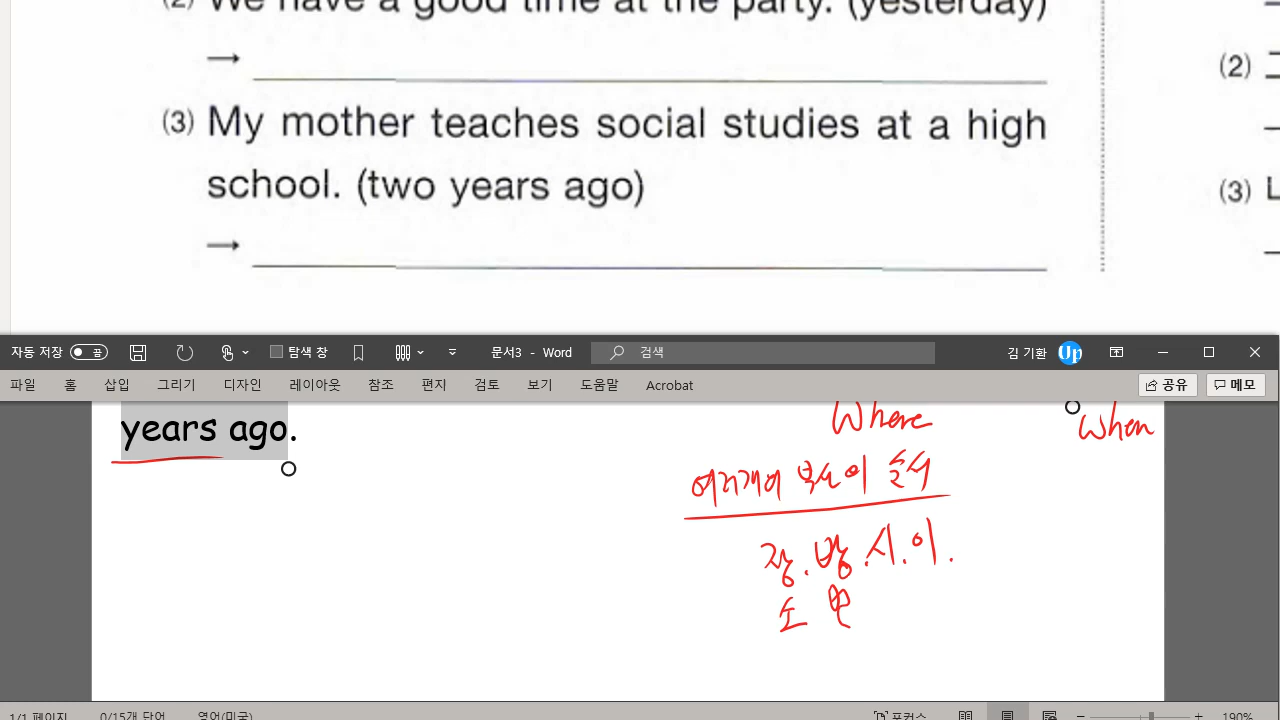 (2) We have a good time at the party. (yesterday)
→
(3) My mother teaches social studies at a high
school. (two years ago)
→
(2)
(3) L
자동 저장 끔 탐색 창 문서3 - Word 검색 김 기환 Up
파일 홈 삽입 그리기 디자인 레이아웃 참조 편지 검토 보기 도움말 Acrobat 공유 메모
years ago.
Where
When
여러개의 부사의 순서
장.방.시.이.
소 법
1/1 페이지 0/15개 단어 영어(미국) 포커스 190%